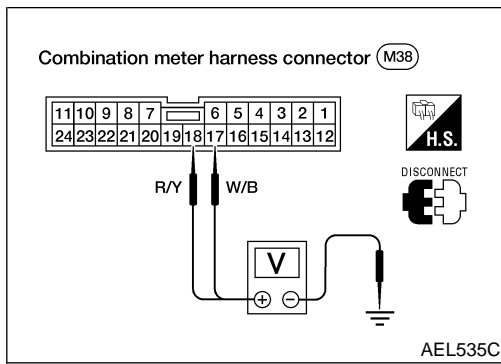 Combination meter harness connector M38
11 10 9 8 7 6 5 4 3 2 1
24 23 22 21 20 19 18 17 16 15 14 13 12
H.S.
DISCONNECT
R/Y W/B
V
+ −
AEL535C